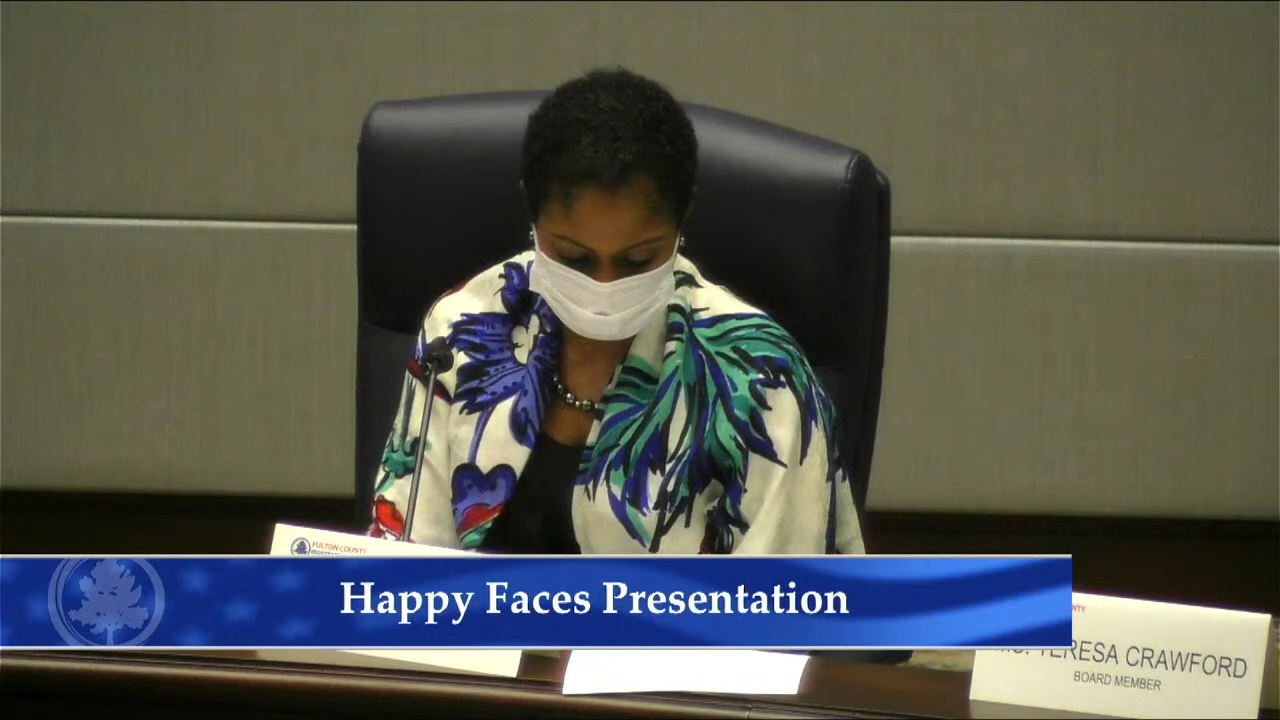 FULTON COUNTY
Happy Faces Presentation
TERESA CRAWFORD
BOARD MEMBER